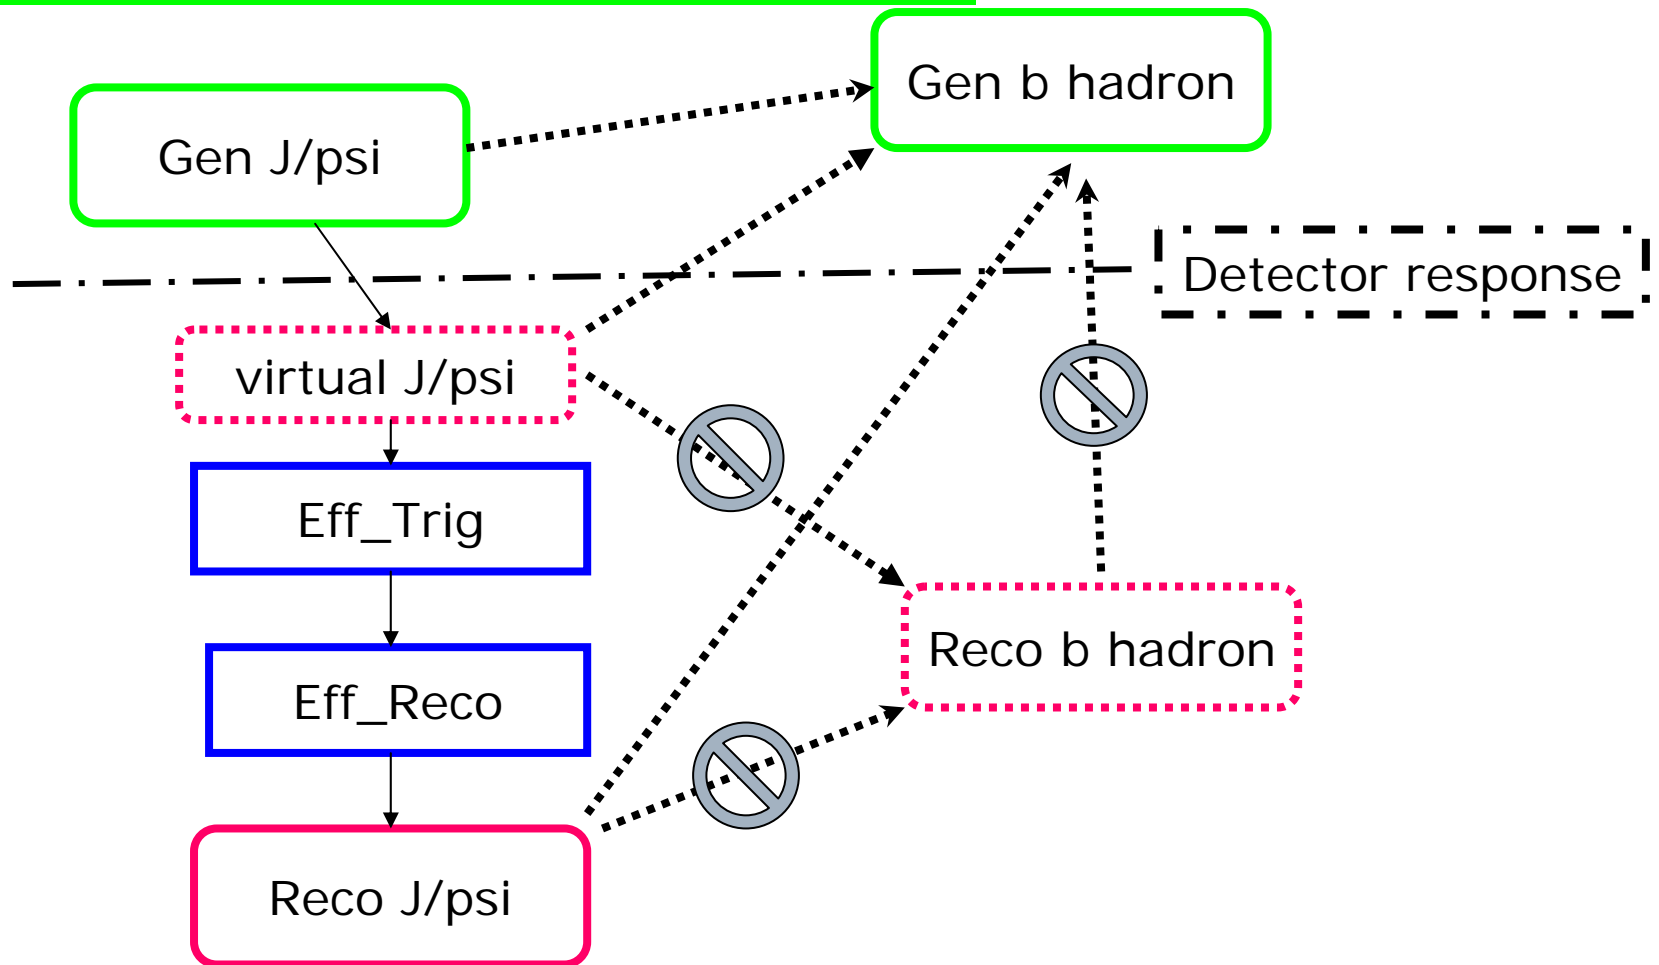 Gen b hadron
Gen J/psi
Detector response
virtual J/psi
Eff_Trig
Reco b hadron
Eff_Reco
Reco J/psi